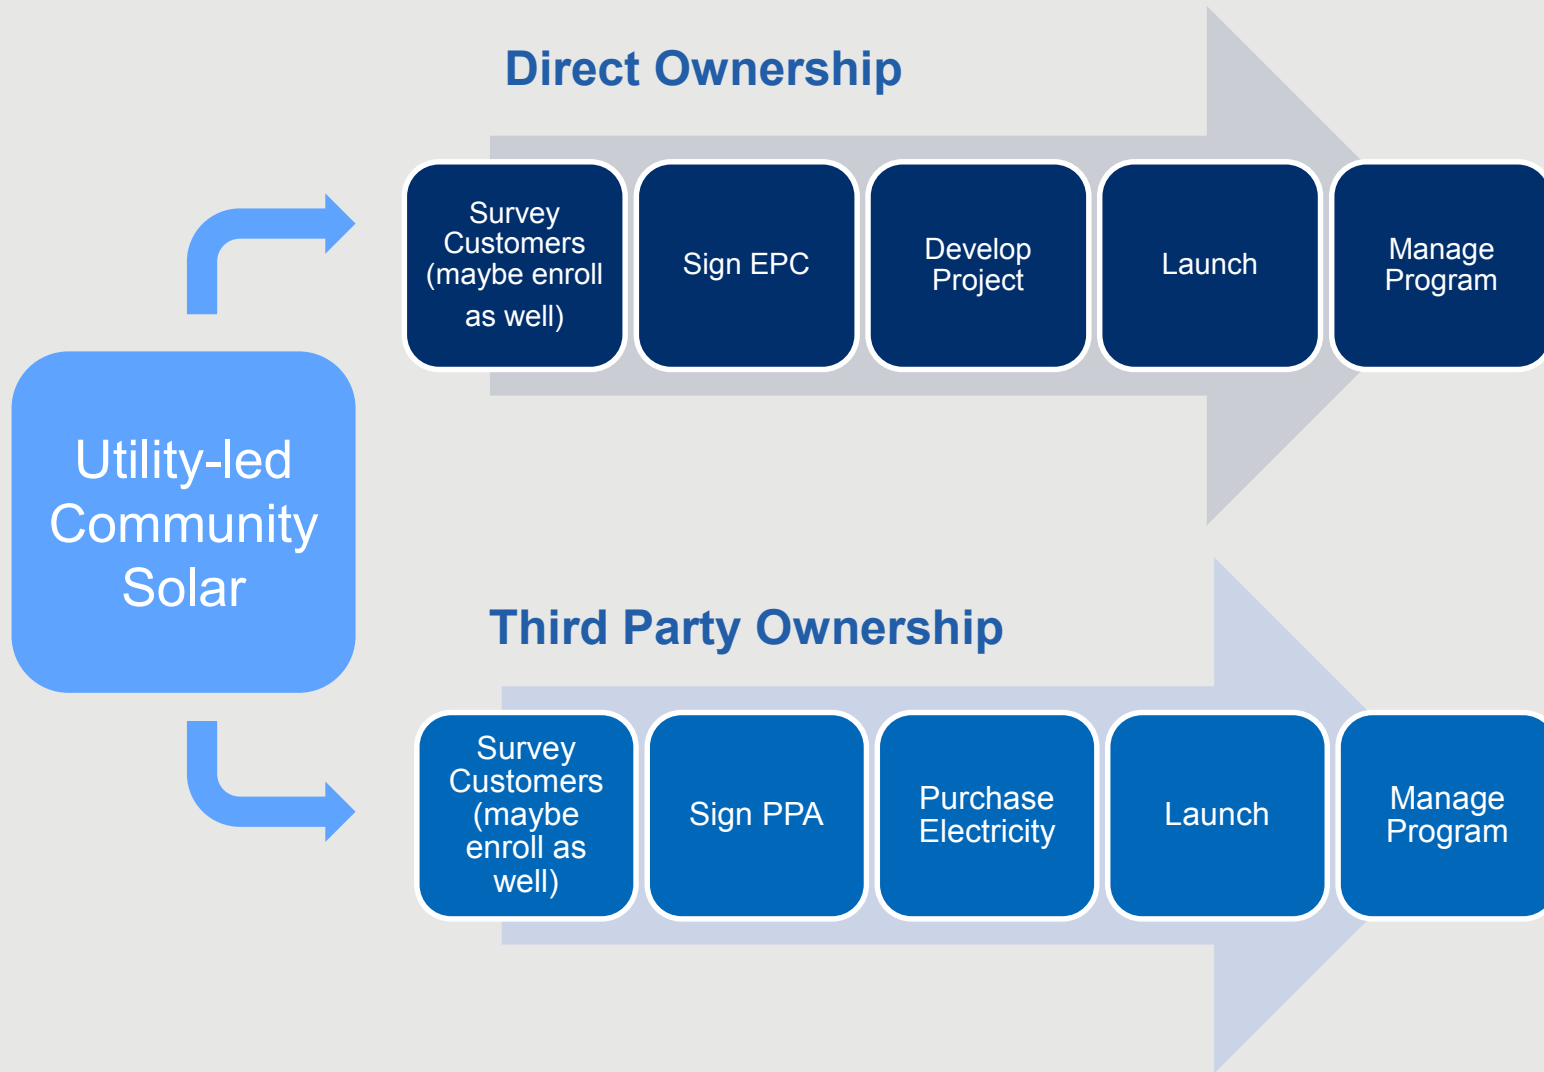 Direct Ownership
Survey
Customers
(maybe enroll
as well)
Sign EPC
Develop
Project
Launch
Manage
Program
Utility-led
Community
Solar
Third Party Ownership
Survey
Customers
(maybe
enroll as
well)
Sign PPA
Purchase
Electricity
Launch
Manage
Program